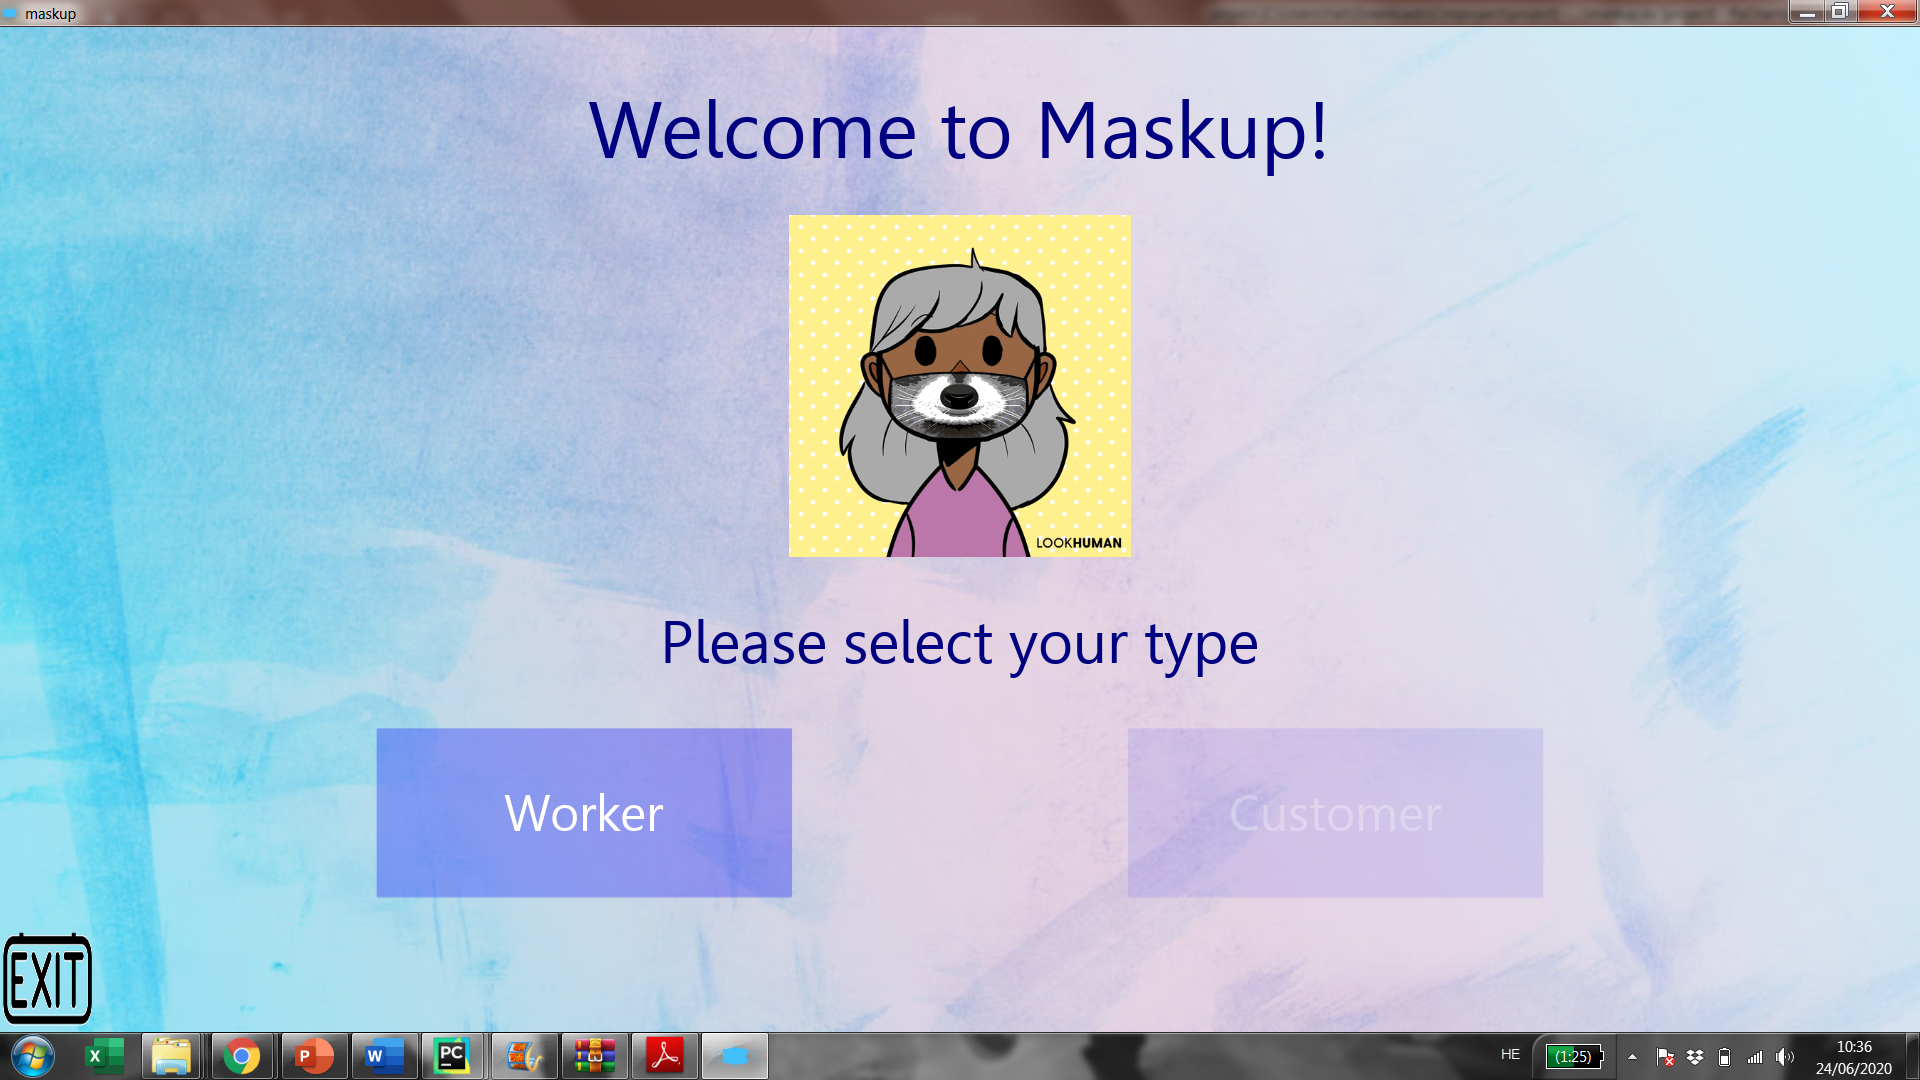 maskup
Welcome to Maskup!
LOOKHUMAN
Please select your type
Worker
Customer
EXIT
HE
(1:25)
10:36
24/06/2020
X
P
W
PC